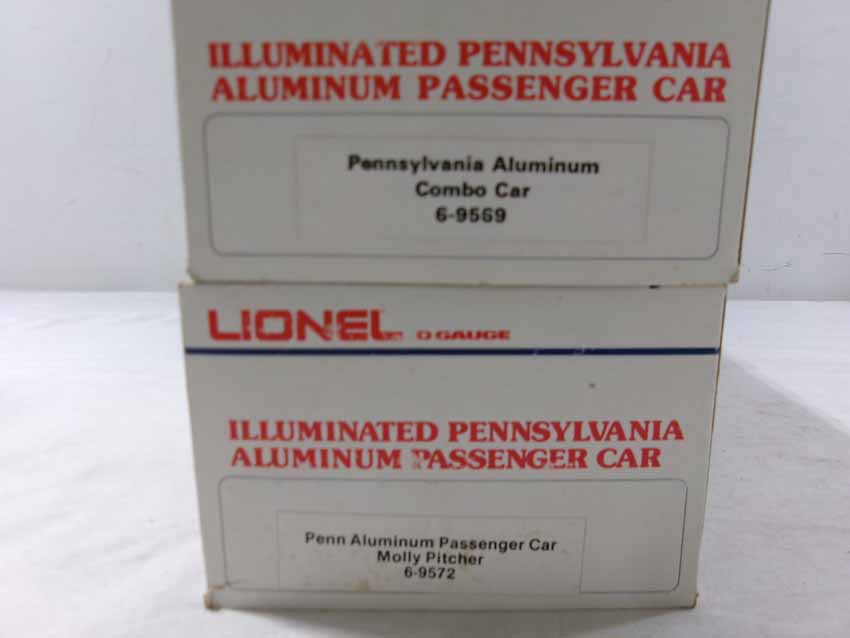 ILLUMINATED PENNSYLVANIA
ALUMINUM PASSENGER CAR
Pennsylvania Aluminum
Combo Car
6-9569
LIONEL O GAUGE
ILLUMINATED PENNSYLVANIA
ALUMINUM PASSENGER CAR
Penn Aluminum Passenger Car
Molly Pitcher
6-9572